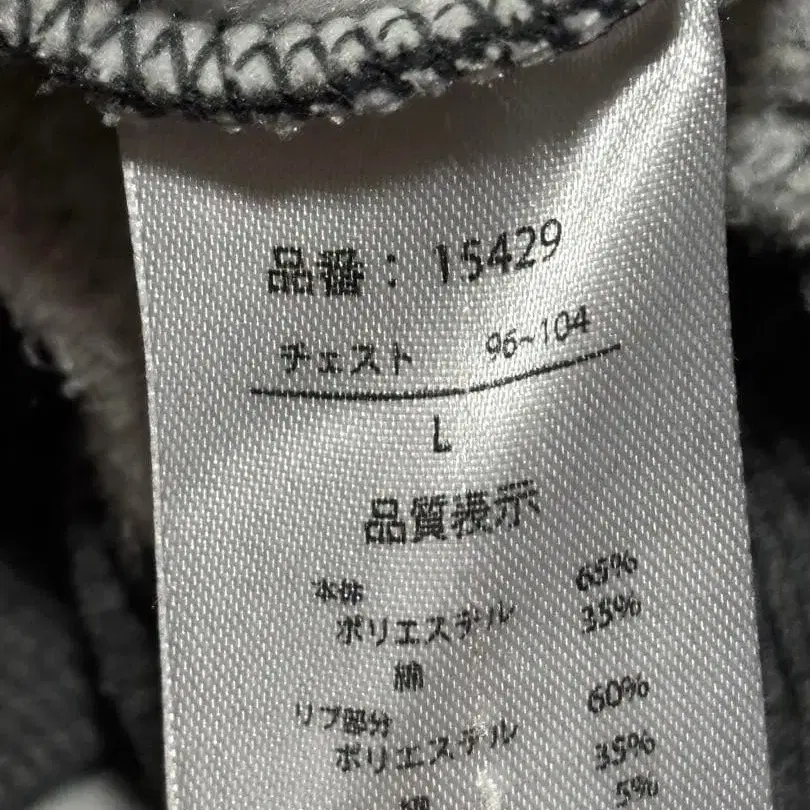 品番： 15429
チェスト 96~104
L
品質表示
本体
ポリエステル 65%
綿 35%
リブ部分
ポリエステル 60%
綿 35%
5%